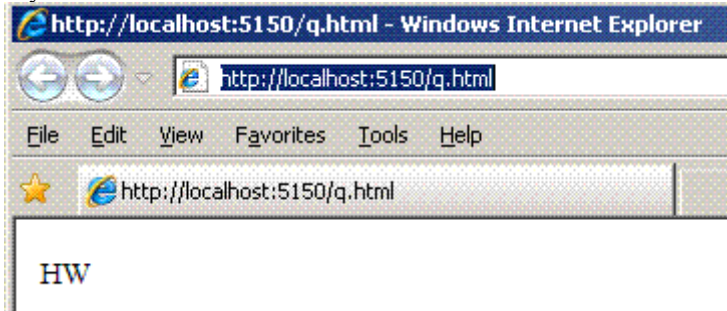 http://localhost:5150/q.html - Windows Internet Explorer
http://localhost:5150/q.html
File Edit View Favorites Tools Help
http://localhost:5150/q.html
HW